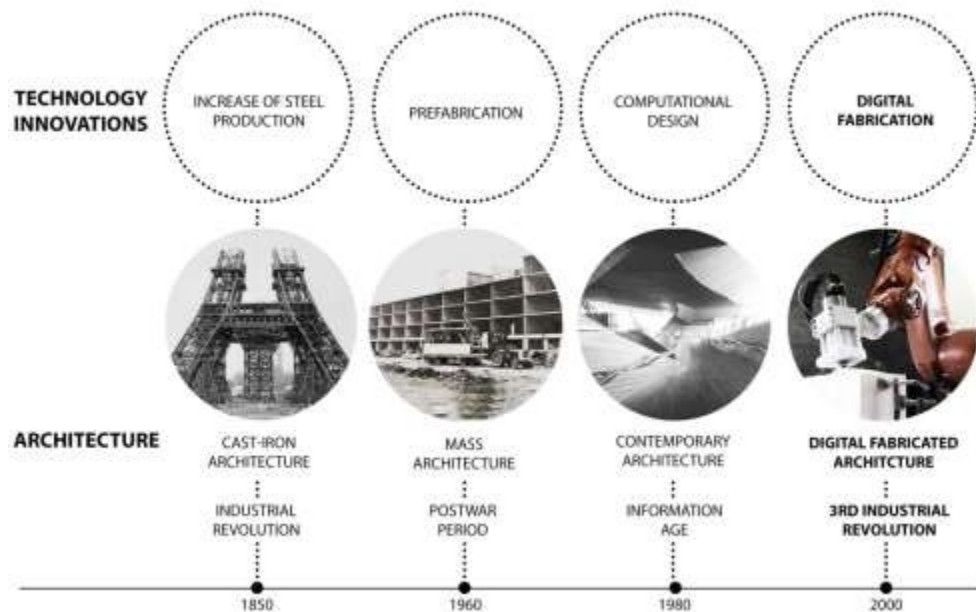 TECHNOLOGY
INNOVATIONS
INCREASE OF STEEL
PRODUCTION
PREFABRICATION
COMPUTATIONAL
DESIGN
DIGITAL
FABRICATION
ARCHITECTURE
CAST-IRON
ARCHITECTURE
MASS
ARCHITECTURE
CONTEMPORARY
ARCHITECTURE
DIGITAL FABRICATED
ARCHITCTURE
INDUSTRIAL
REVOLUTION
POSTWAR
PERIOD
INFORMATION
AGE
3RD INDUSTRIAL
REVOLUTION
1850
1960
1980
2000